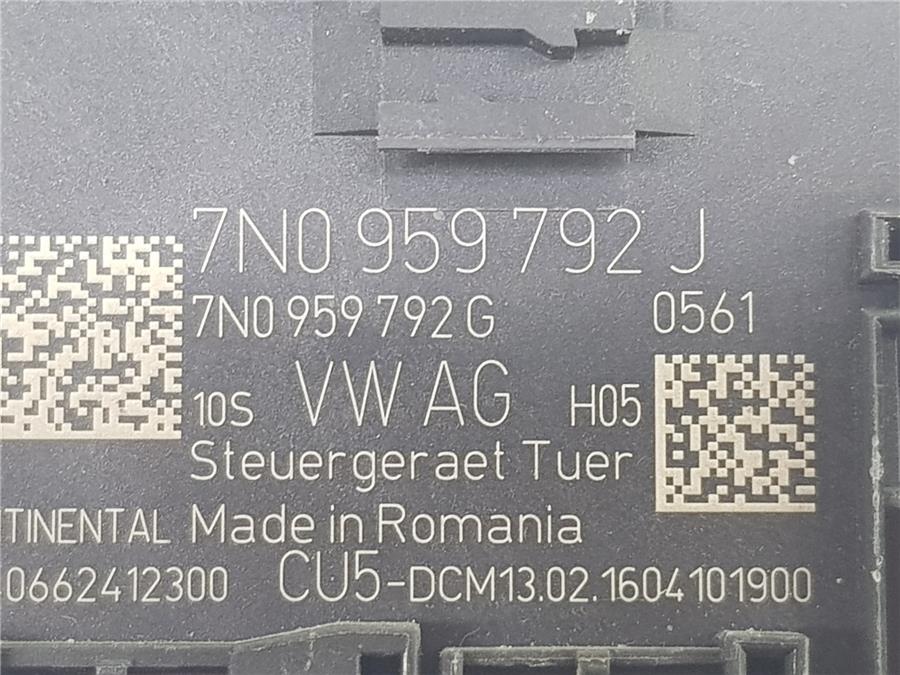 7N0 959 792 J
7N0 959 792 G 0561
10S VW AG H05
Steuergeraet Tuer
TINENTAL Made in Romania
0662412300 CU5-DCM13.02.1604101900